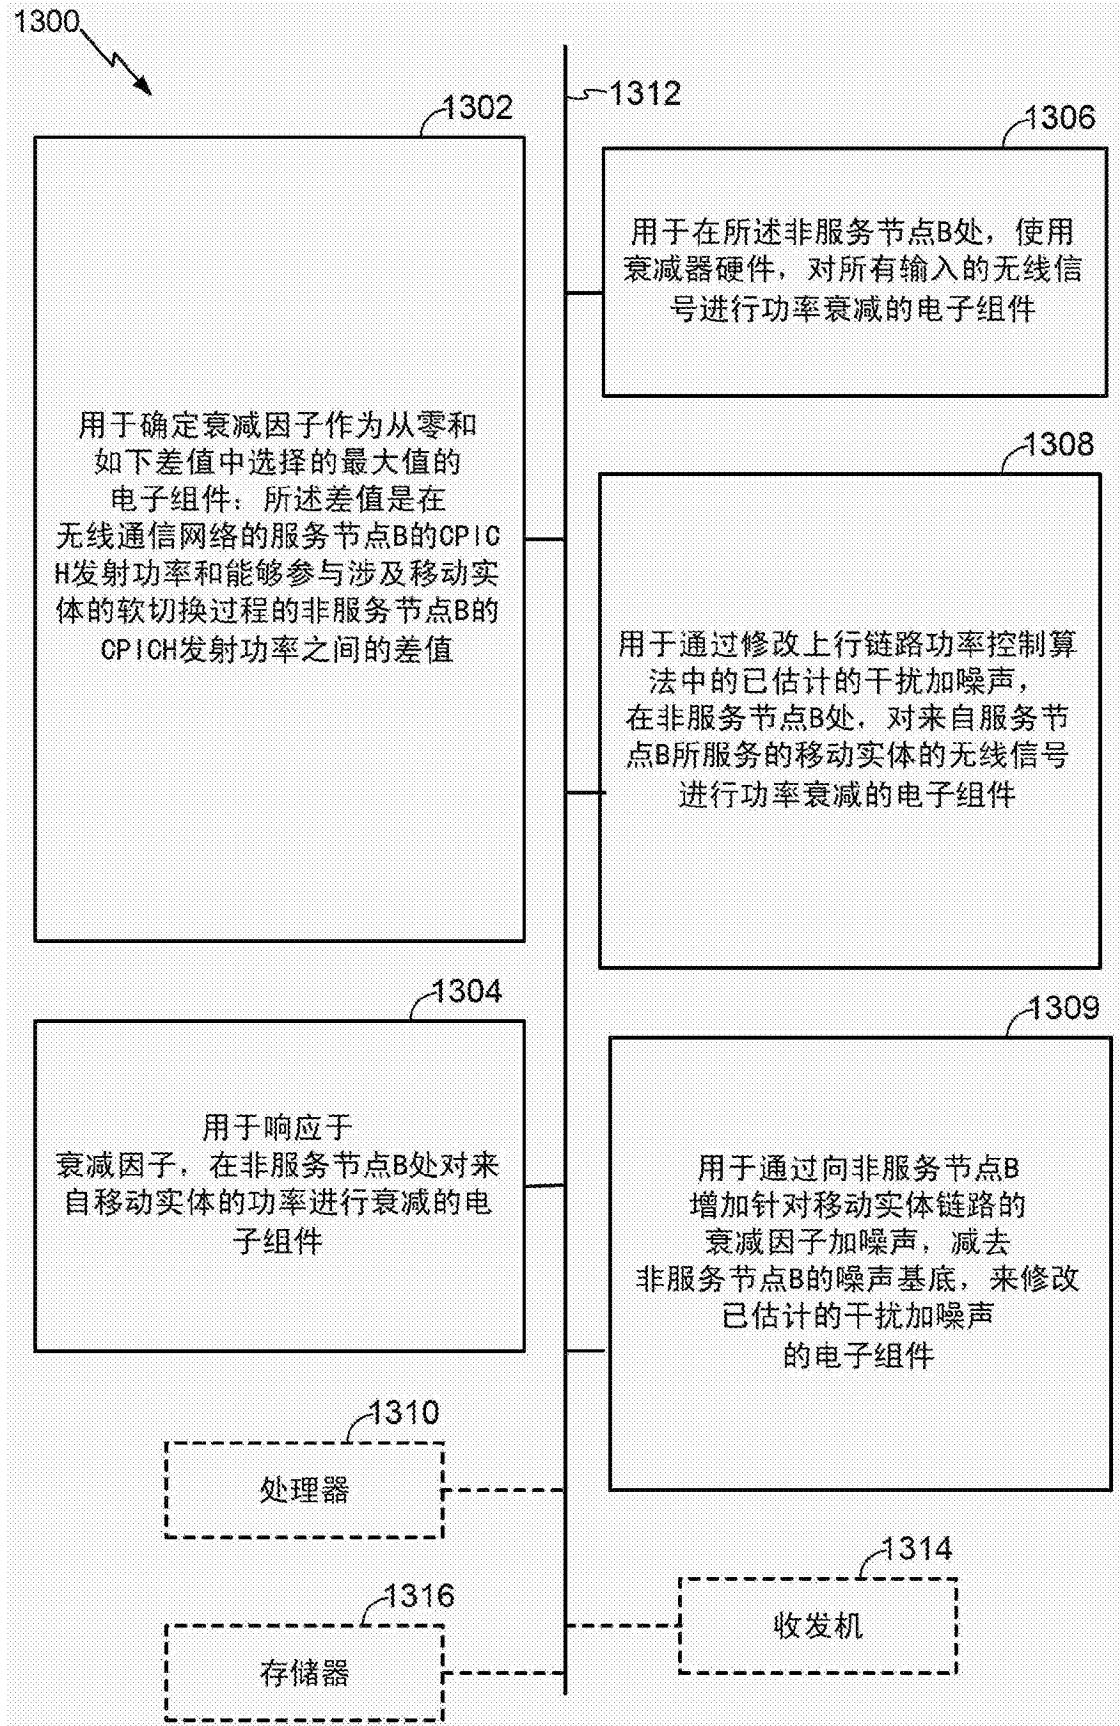 1300
1312
1302
用于确定衰减因子作为从零和
如下差值中选择的最大值的
电子组件：所述差值是在
无线通信网络的服务节点B的CPIC
H发射功率和能够参与涉及移动实
体的软切换过程的非服务节点B的
CPICH发射功率之间的差值
1306
用于在所述非服务节点B处，使用
衰减器硬件，对所有输入的无线信
号进行功率衰减的电子组件
1308
用于通过修改上行链路功率控制算
法中的已估计的干扰加噪声，
在非服务节点B处，对来自服务节
点B所服务的移动实体的无线信号
进行功率衰减的电子组件
1304
用于响应于
衰减因子，在非服务节点B处对来
自移动实体的功率进行衰减的电
子组件
1309
用于通过向非服务节点B
增加针对移动实体链路的
衰减因子加噪声，减去
非服务节点B的噪声基底，来修改
已估计的干扰加噪声
的电子组件
1310
处理器
1314
收发机
1316
存储器